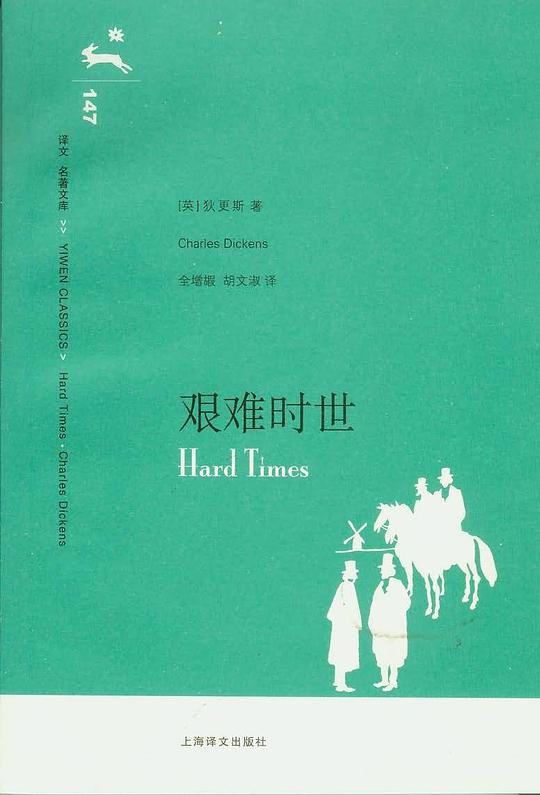 147
译文 名著文库 >> YIWEN CLASSICS > Hard Times · Charles Dickens
[英] 狄更斯 著
Charles Dickens
全增嘏 胡文淑 译
艰难时世
Hard Times
上海译文出版社